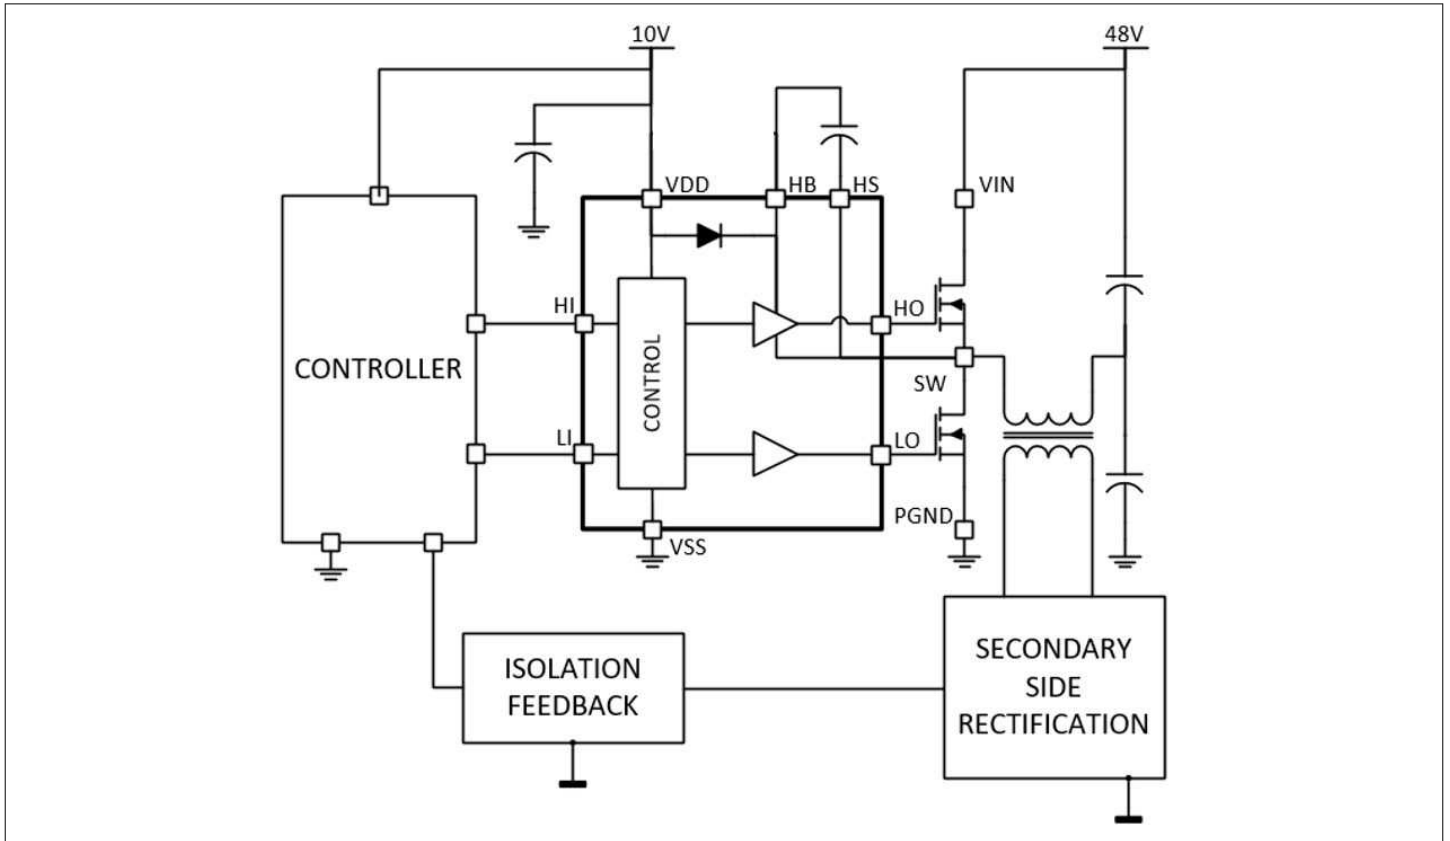 10V
48V
VDD
HB
HS
VIN
HI
HO
CONTROLLER
CONTROL
SW
LI
LO
PGND
VSS
ISOLATION
FEEDBACK
SECONDARY
SIDE
RECTIFICATION